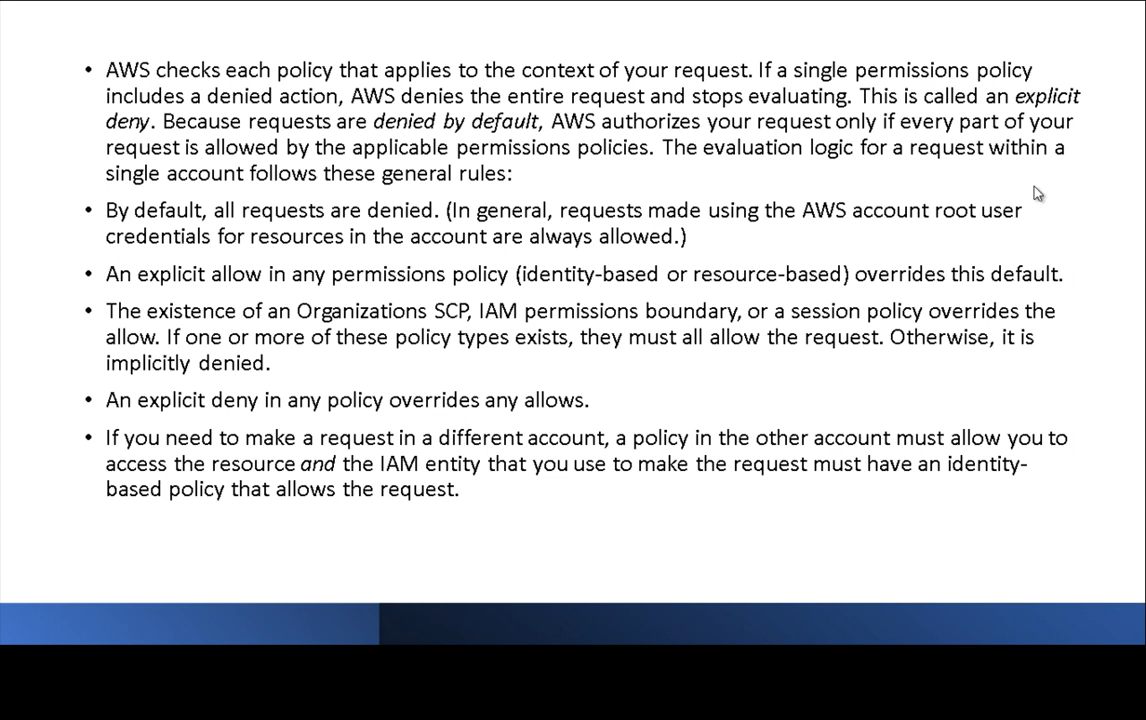 • AWS checks each policy that applies to the context of your request. If a single permissions policy
includes a denied action, AWS denies the entire request and stops evaluating. This is called an explicit
deny. Because requests are denied by default, AWS authorizes your request only if every part of your
request is allowed by the applicable permissions policies. The evaluation logic for a request within a
single account follows these general rules:
• By default, all requests are denied. (In general, requests made using the AWS account root user
credentials for resources in the account are always allowed.)
• An explicit allow in any permissions policy (identity-based or resource-based) overrides this default.
• The existence of an Organizations SCP, IAM permissions boundary, or a session policy overrides the
allow. If one or more of these policy types exists, they must all allow the request. Otherwise, it is
implicitly denied.
• An explicit deny in any policy overrides any allows.
• If you need to make a request in a different account, a policy in the other account must allow you to
access the resource and the IAM entity that you use to make the request must have an identity-
based policy that allows the request.